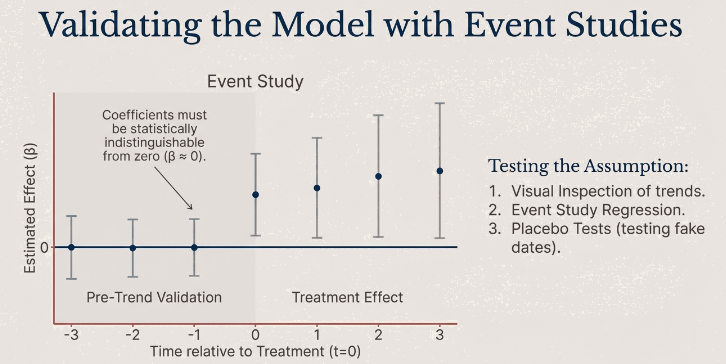 Validating the Model with Event Studies
Event Study
Coefficients must
be statistically
indistinguishable
from zero (β ≈ 0).
Estimated Effect (β)
0
Pre-Trend Validation
Treatment Effect
-3 -2 -1 0 1 2 3
Time relative to Treatment (t=0)
Testing the Assumption:
1. Visual Inspection of trends.
2. Event Study Regression.
3. Placebo Tests (testing fake
dates).